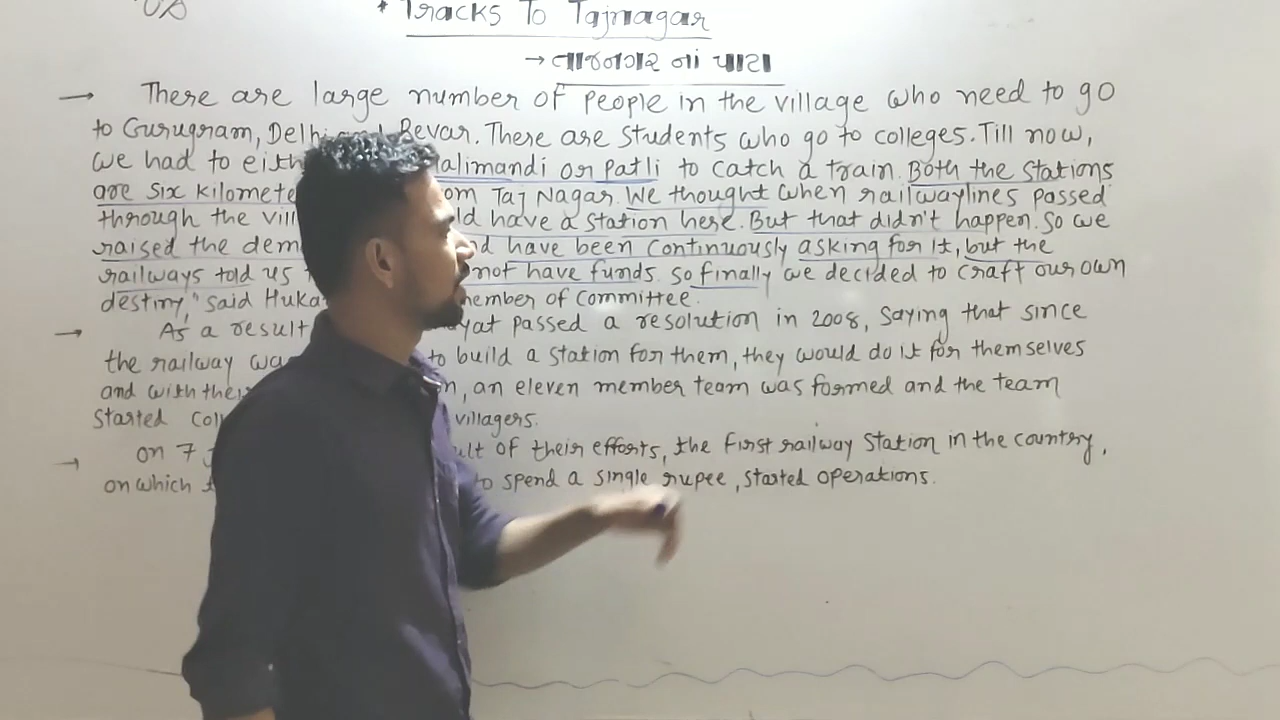 * Tracks To Tajnagar
→ તાજનગર નાં પાટા
→ There are large number of people in the village who need to go
to Gurugram, Delhi Revar. There are students who go to colleges. Till now,
we had to eith alimandi or Patli to catch a train. Both the Stations
are six kilomete om Taj Nagar. We thought when railwaylines passed
through the vill ld have a station here. But that didn't happen. So we
raised the dem nd have been continuously asking for it, but the
railways told us not have funds. So finally we decided to craft our own
destiny," said Huka member of committee.
→ As a result yat passed a resolution in 2008, saying that since
the railway wa to build a station for them, they would do it for themselves
and with their n, an eleven member team was formed and the team
started coll villagers.
→ on 7 J ult of their efforts, the first railway station in the country,
on which t to spend a single rupee, started operations.